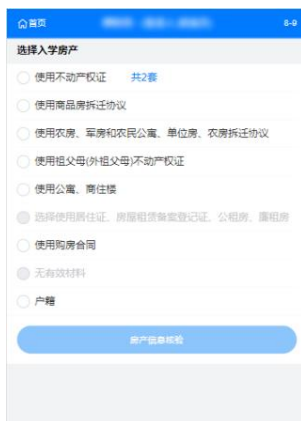 首页
8-9
选择入学房产
使用不动产权证 共2套
使用商品房拆迁协议
使用农房、军房和农民公寓、单位房、农房拆迁协议
使用祖父母(外祖父母)不动产权证
使用公寓、商住楼
选择使用居住证、房屋租赁备案登记证、公租房、廉租房
使用购房合同
无有效材料
户籍
房产信息核验